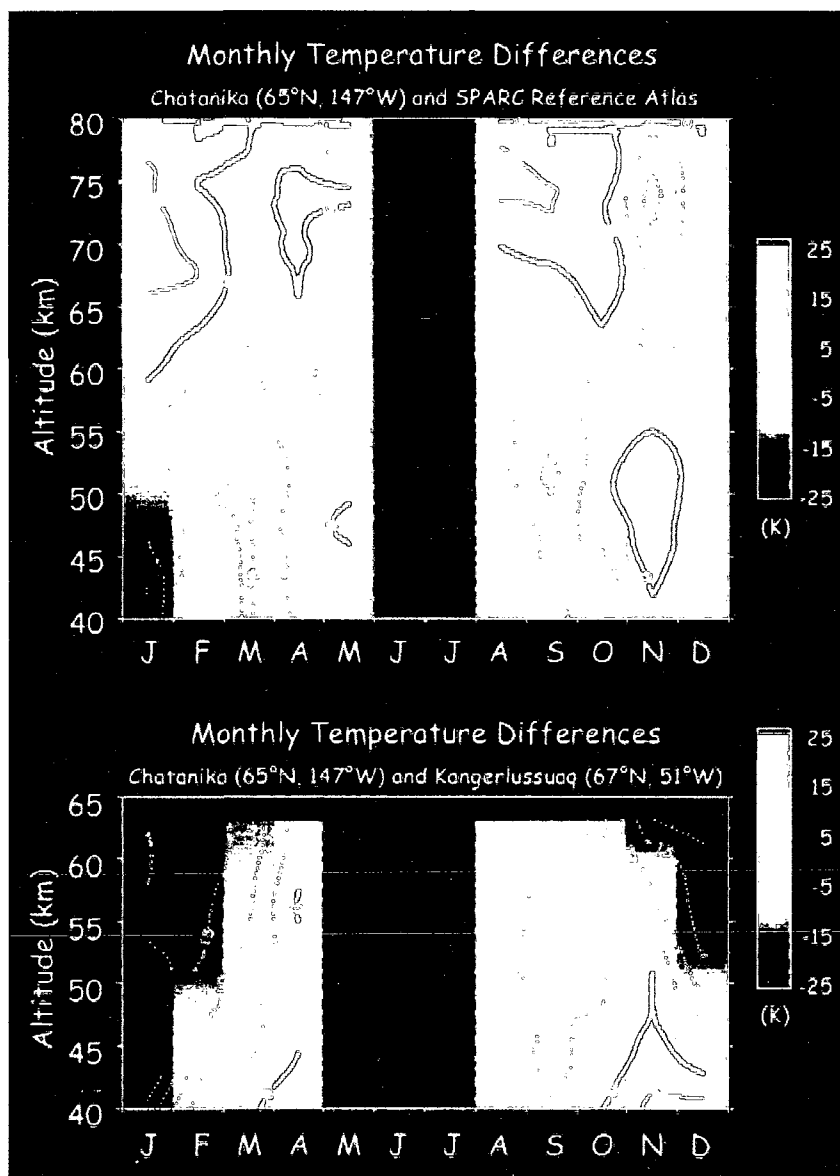 Monthly Temperature Differences
Chatanika (65°N, 147°W) and SPARC Reference Atlas
Altitude (km)
80
75
70
65
60
55
50
45
40
J F M A M J J A S O N D
25
15
5
-5
-15
-25
(K)
Monthly Temperature Differences
Chatanika (65°N, 147°W) and Kangerlussuaq (67°N, 51°W)
Altitude (km)
65
60
55
50
45
40
J F M A M J J A S O N D
25
15
5
-5
-15
-25
(K)